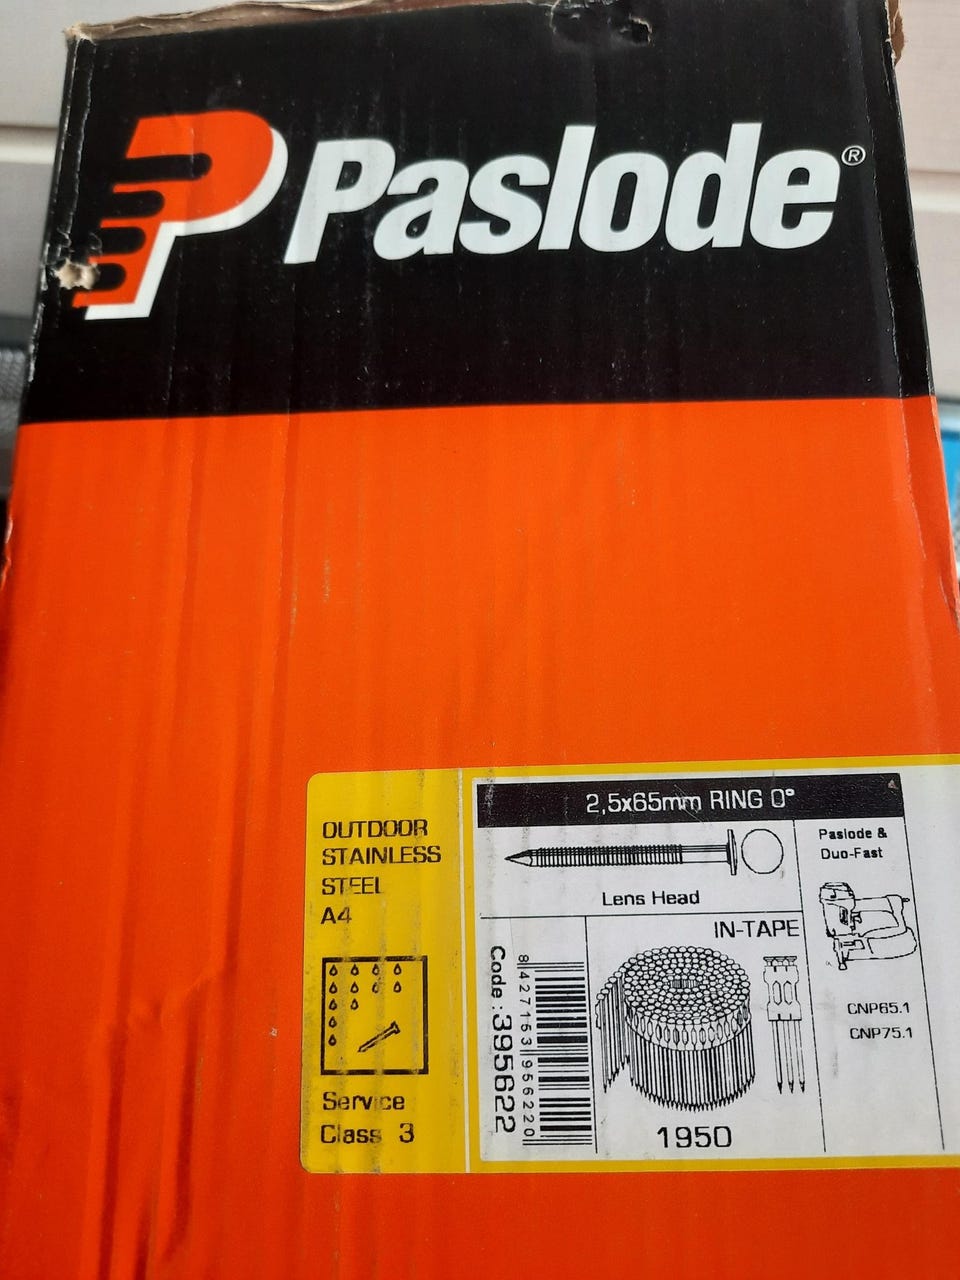 Paslode®
OUTDOOR
STAINLESS
STEEL
A4
Service
Class 3
2,5x65mm RING 0°
Lens Head
Paslode &
Duo-Fast
IN-TAPE
CNP65.1
CNP75.1
Code : 395622
8 427153 956220
1950